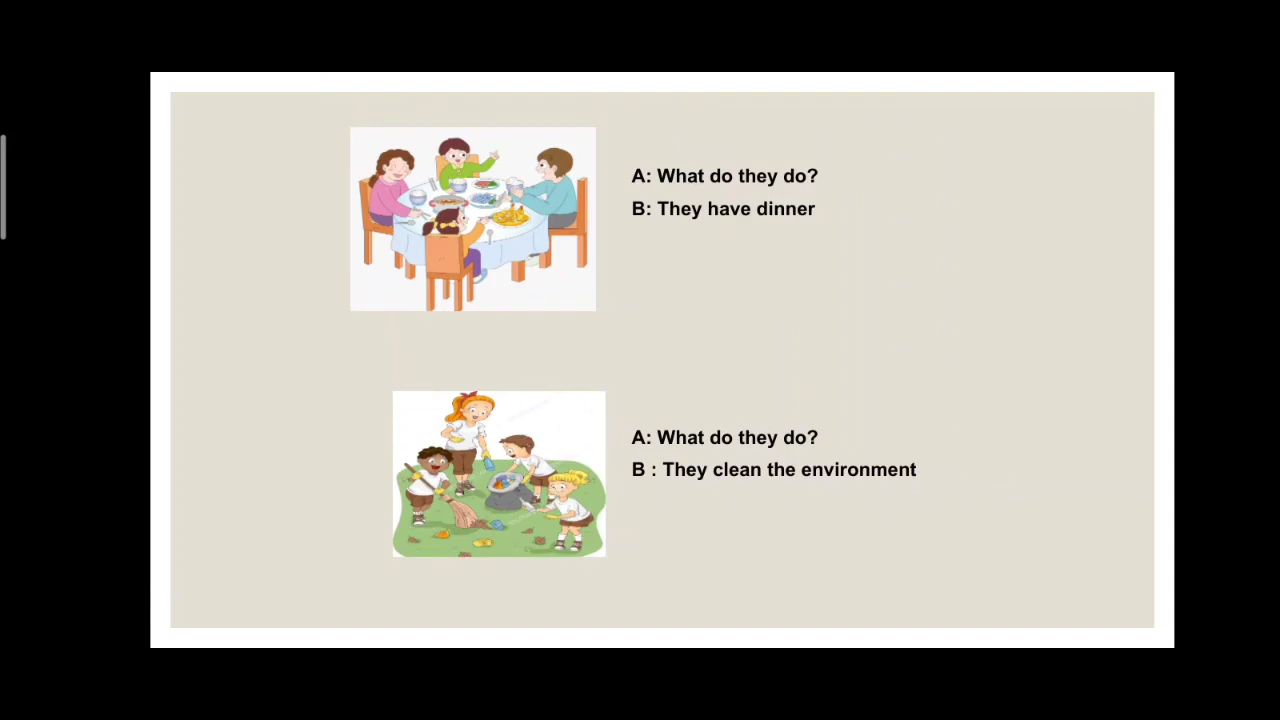 A: What do they do?
B: They have dinner
A: What do they do?
B : They clean the environment